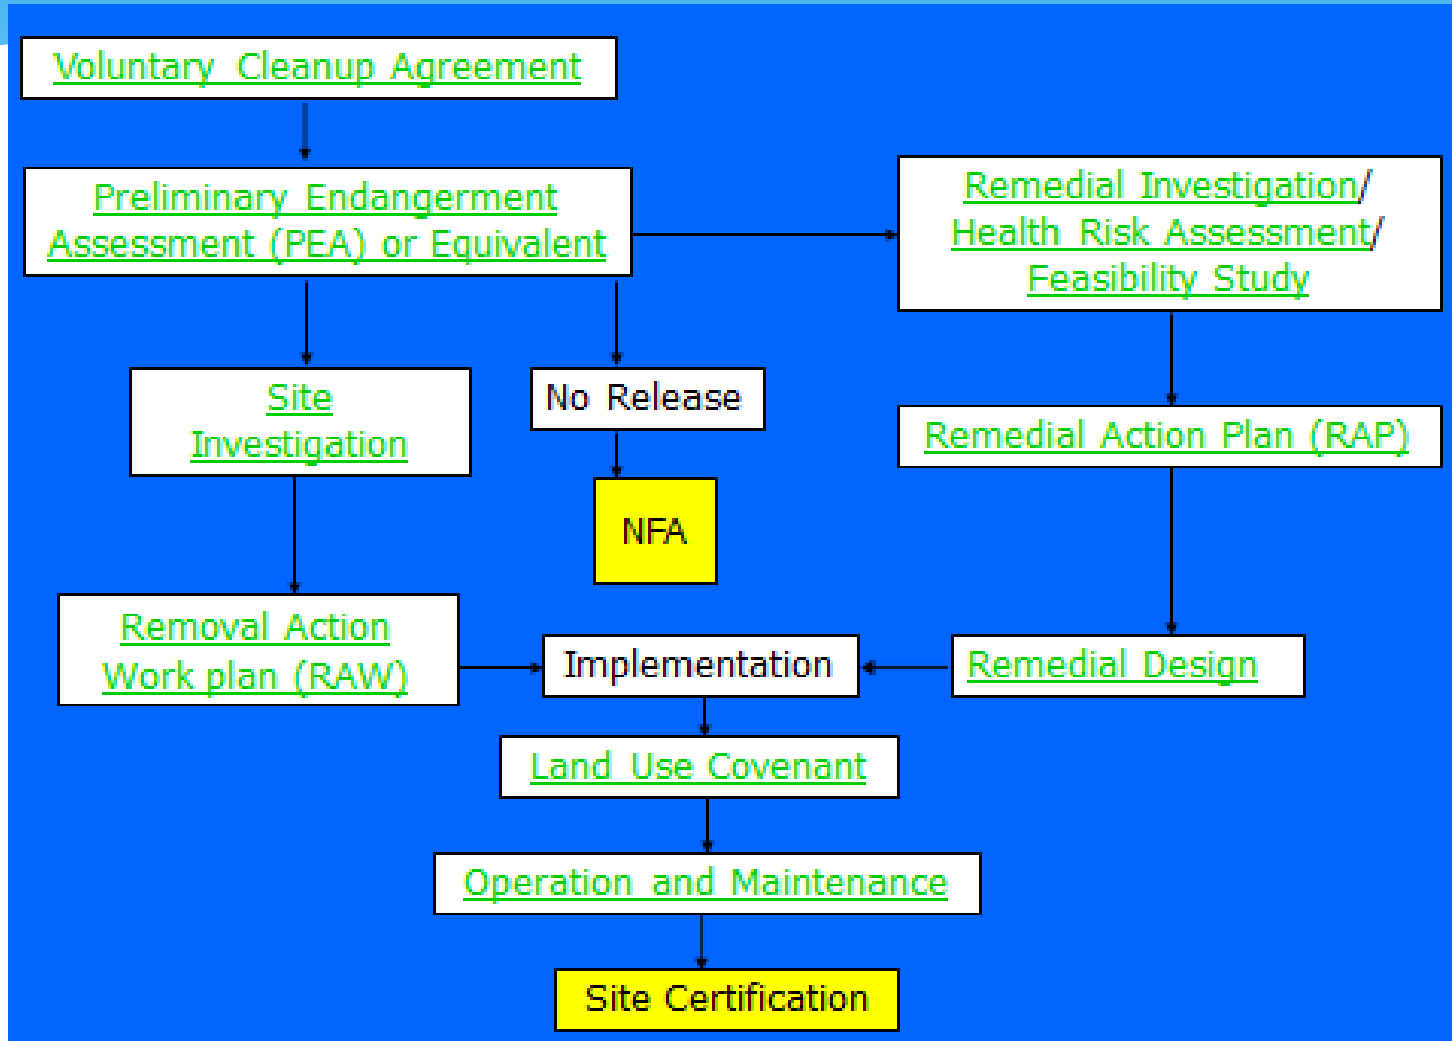 Voluntary Cleanup Agreement
Preliminary Endangerment
Assessment (PEA) or Equivalent
Remedial Investigation/
Health Risk Assessment/
Feasibility Study
Site
Investigation
No Release
Remedial Action Plan (RAP)
NFA
Removal Action
Work plan (RAW)
Implementation
Remedial Design
Land Use Covenant
Operation and Maintenance
Site Certification